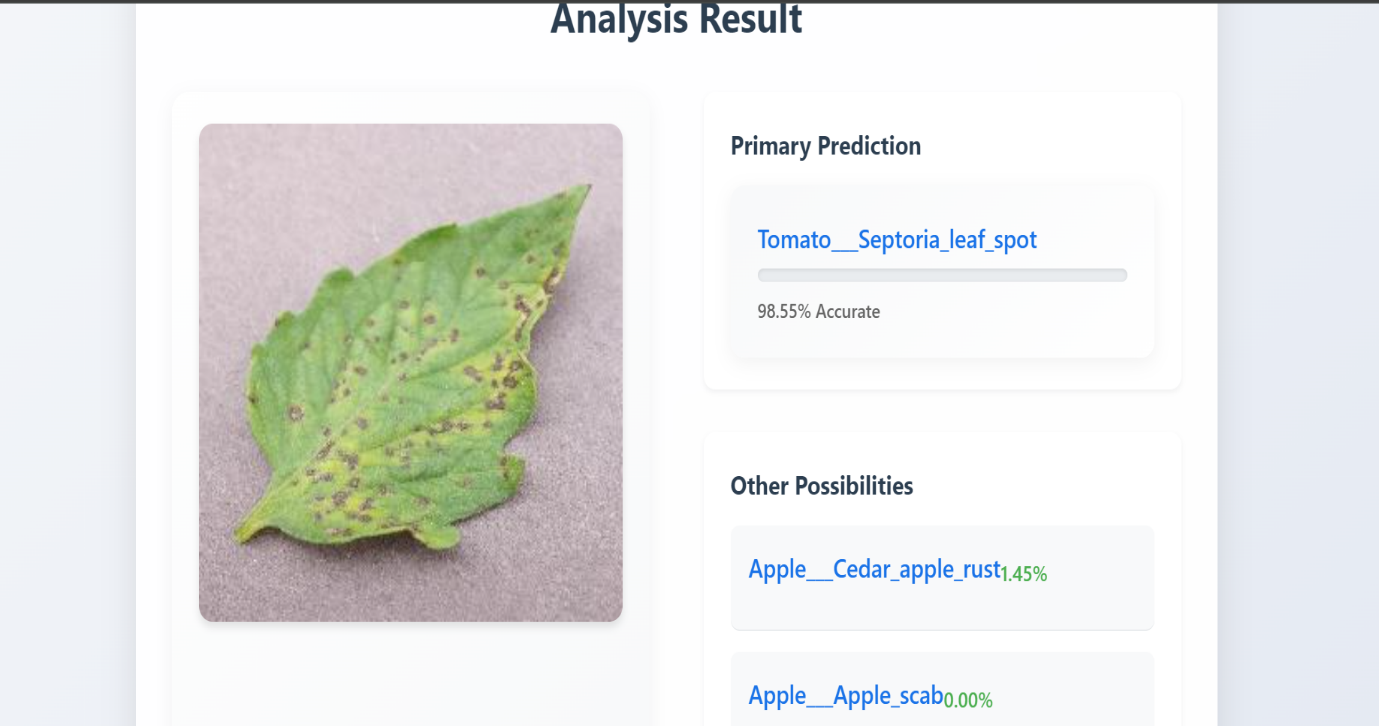 Analysis Result
Primary Prediction
Tomato___Septoria_leaf_spot
98.55% Accurate
Other Possibilities
Apple___Cedar_apple_rust1.45%
Apple___Apple_scab0.00%